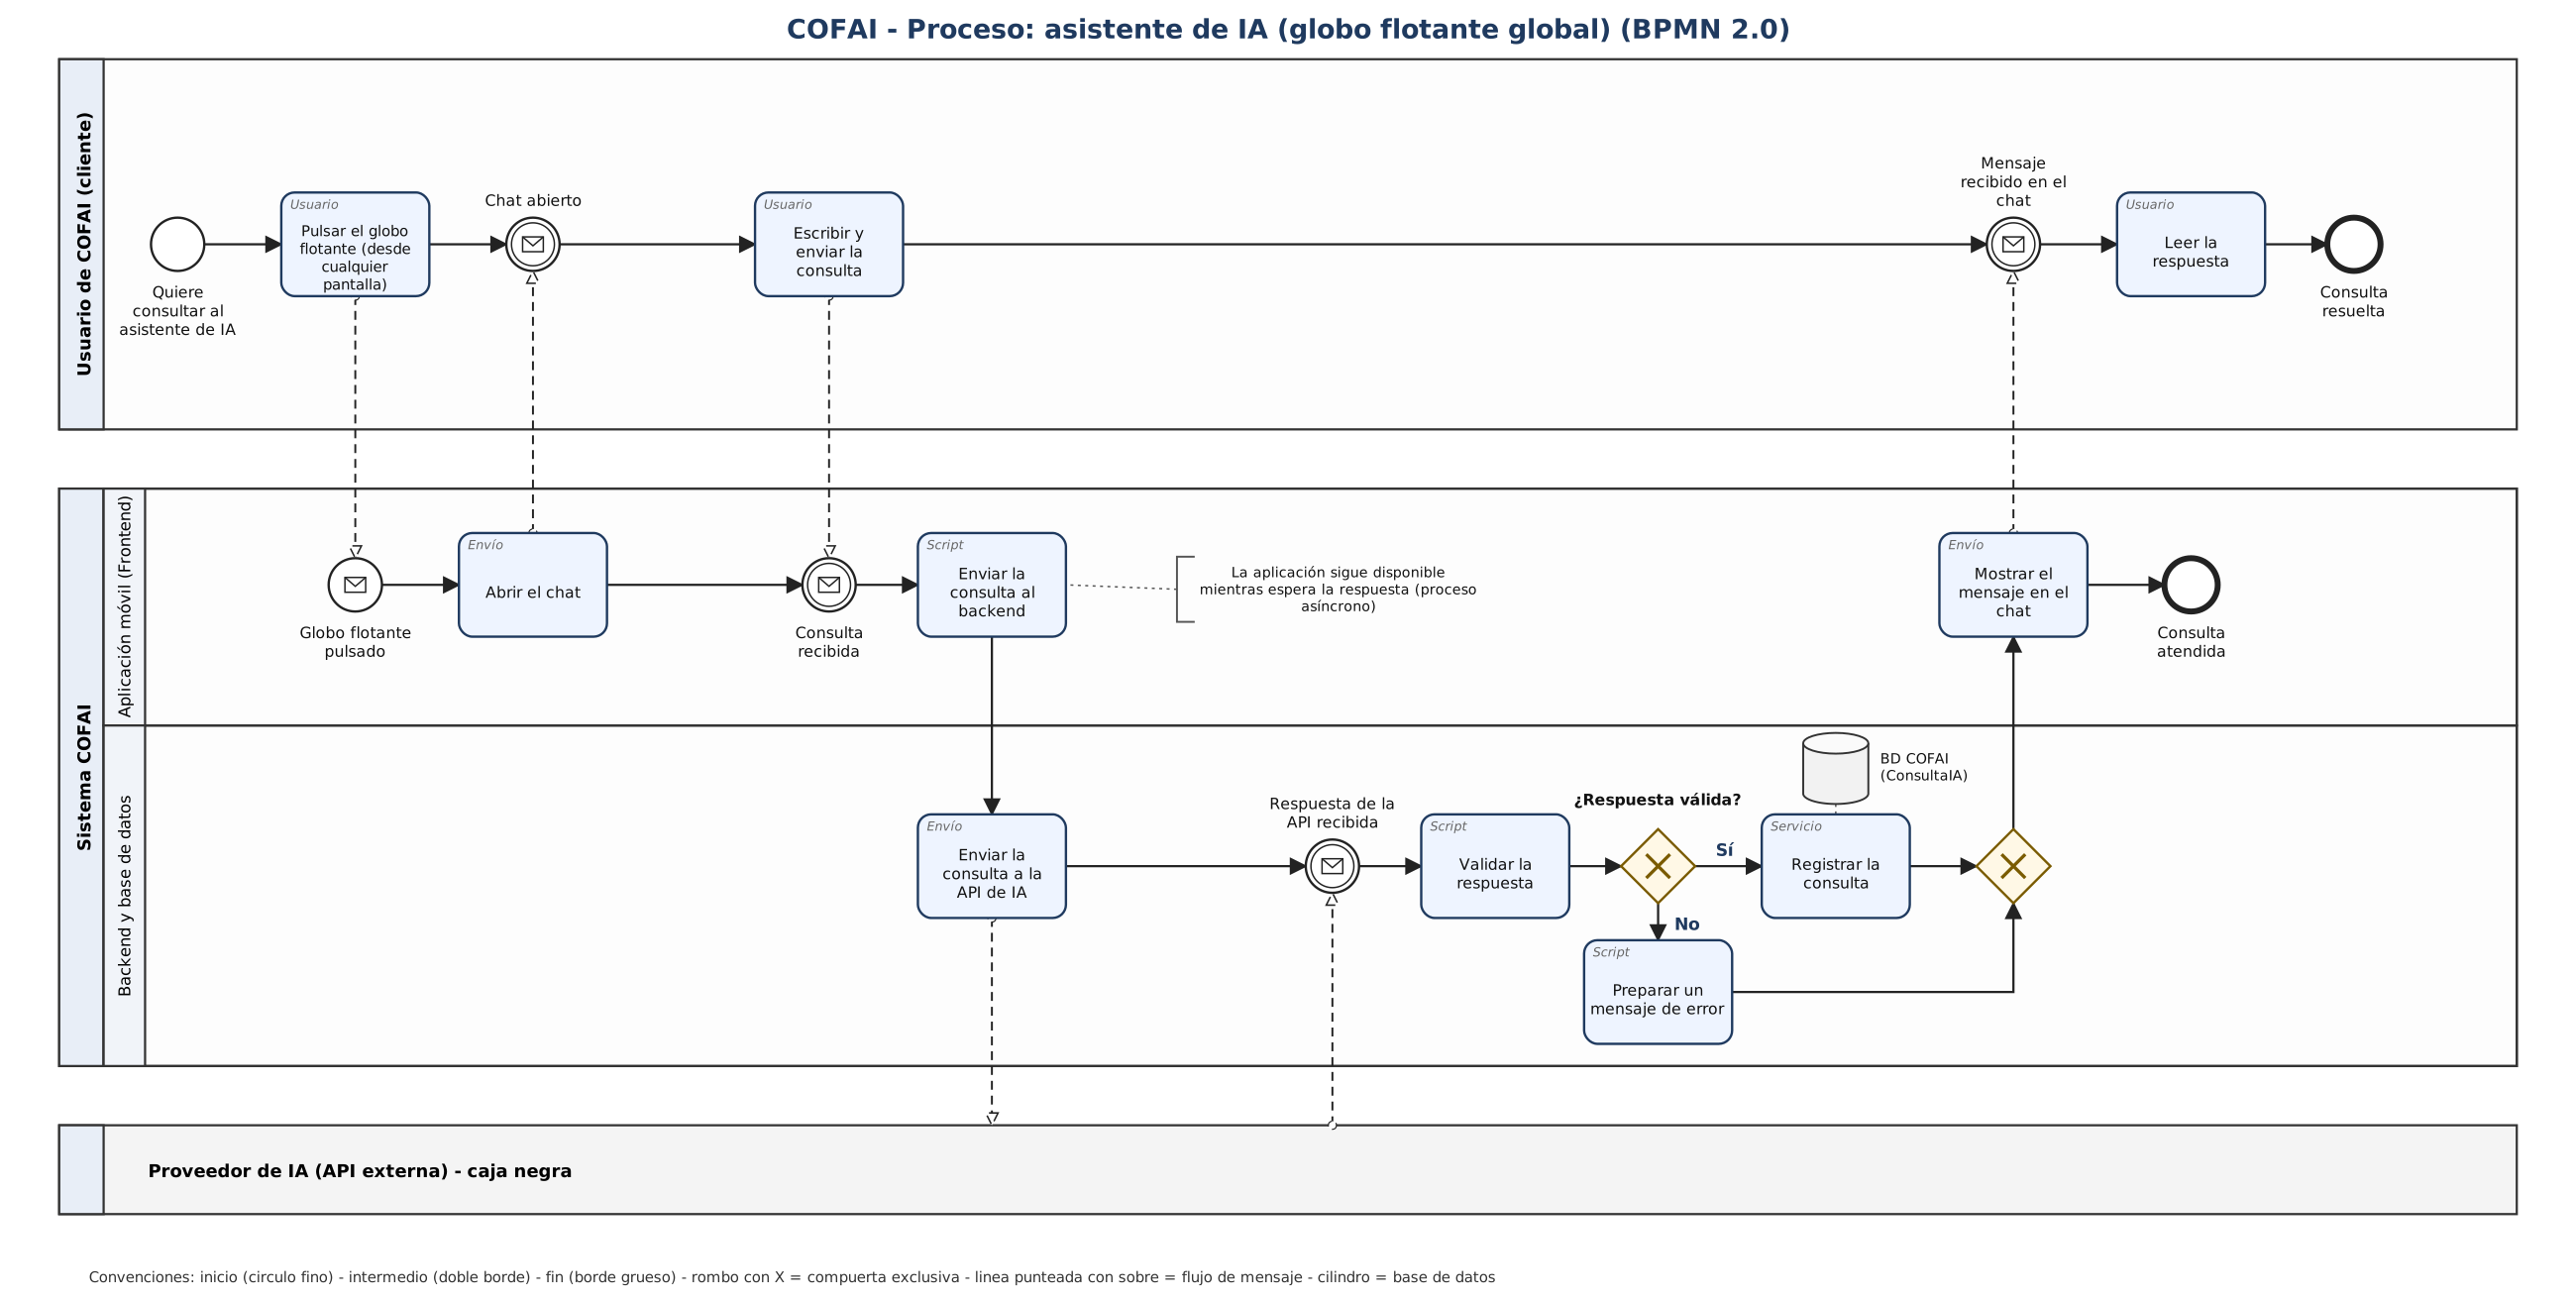 COFAI - Proceso: asistente de IA (globo flotante global) (BPMN 2.0)
Usuario de COFAI (cliente)
Quiere
consultar al
asistente de IA
Usuario
Pulsar el globo
flotante (desde
cualquier
pantalla)
Chat abierto
Usuario
Escribir y
enviar la
consulta
Mensaje
recibido en el
chat
Usuario
Leer la
respuesta
Consulta
resuelta
Sistema COFAI
Aplicación móvil (Frontend)
Globo flotante
pulsado
Envío
Abrir el chat
Consulta
recibida
Script
Enviar la
consulta al
backend
La aplicación sigue disponible
mientras espera la respuesta (proceso
asíncrono)
Envío
Mostrar el
mensaje en el
chat
Consulta
atendida
Backend y base de datos
Envío
Enviar la
consulta a la
API de IA
Respuesta de la
API recibida
Script
Validar la
respuesta
¿Respuesta válida?
Sí
No
Script
Preparar un
mensaje de error
BD COFAI
(ConsultaIA)
Servicio
Registrar la
consulta
Proveedor de IA (API externa) - caja negra
Convenciones: inicio (circulo fino) - intermedio (doble borde) - fin (borde grueso) - rombo con X = compuerta exclusiva - linea punteada con sobre = flujo de mensaje - cilindro = base de datos